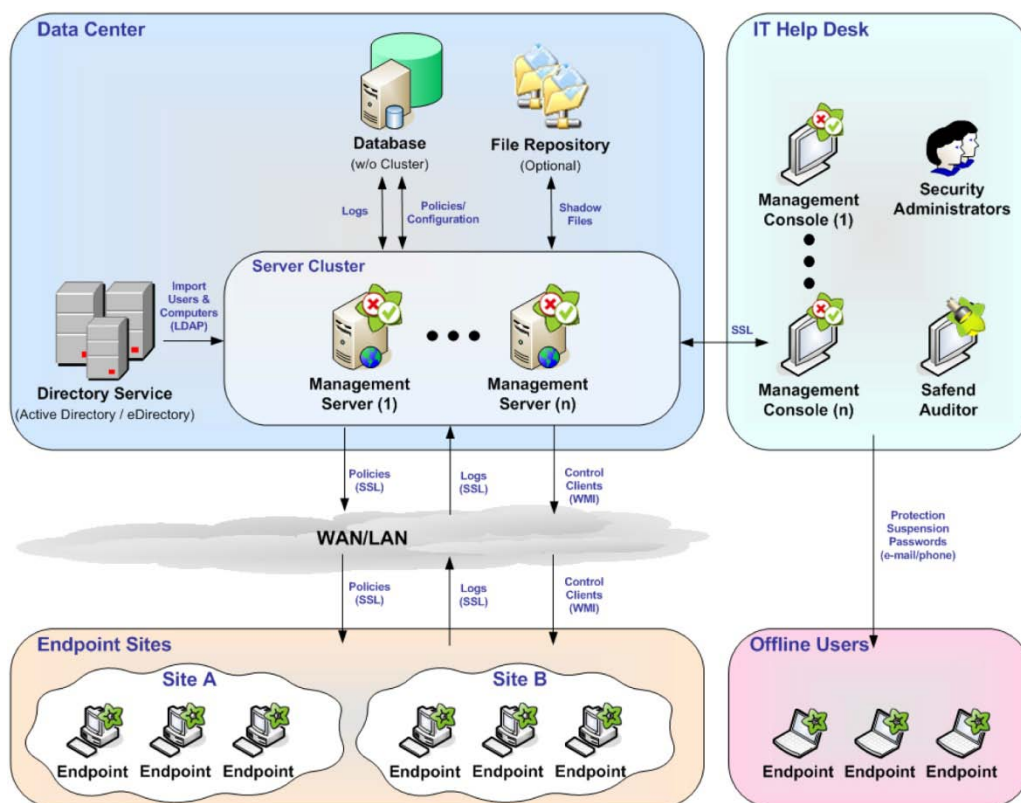 Data Center
Database
(w/o Cluster)
File Repository
(Optional)
Logs
Policies/
Configuration
Shadow
Files
Server Cluster
Import
Users &
Computers
(LDAP)
Directory Service
(Active Directory / eDirectory)
Management
Server (1)
Management
Server (n)
IT Help Desk
Management
Console (1)
Security
Administrators
SSL
Management
Console (n)
Safend
Auditor
Policies
(SSL)
Logs
(SSL)
Control
Clients
(WMI)
WAN/LAN
Policies
(SSL)
Logs
(SSL)
Control
Clients
(WMI)
Protection
Suspension
Passwords
(e-mail/phone)
Endpoint Sites
Site A
Endpoint Endpoint Endpoint
Site B
Endpoint Endpoint Endpoint
Offline Users
Endpoint Endpoint Endpoint